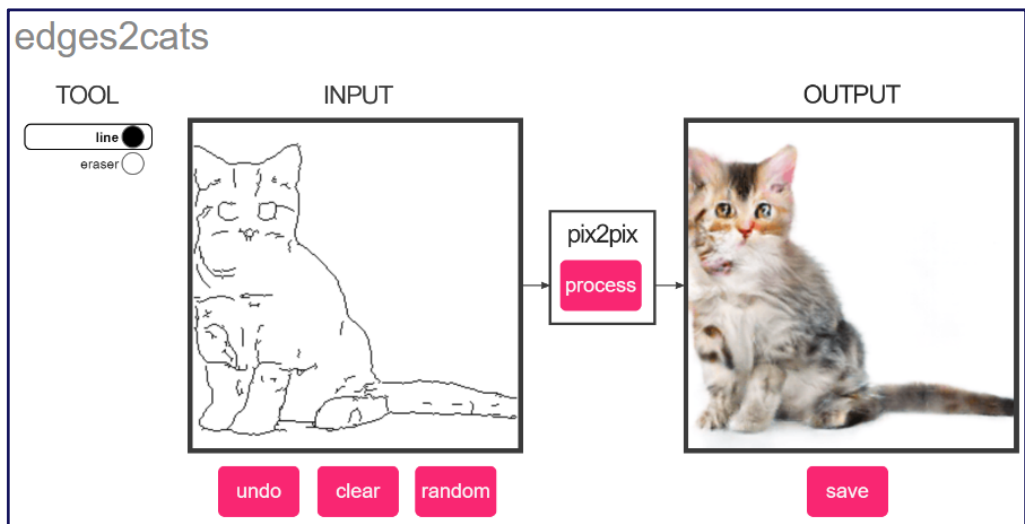 edges2cats
TOOL
INPUT
OUTPUT
line
eraser
pix2pix
process
undo
clear
random
save